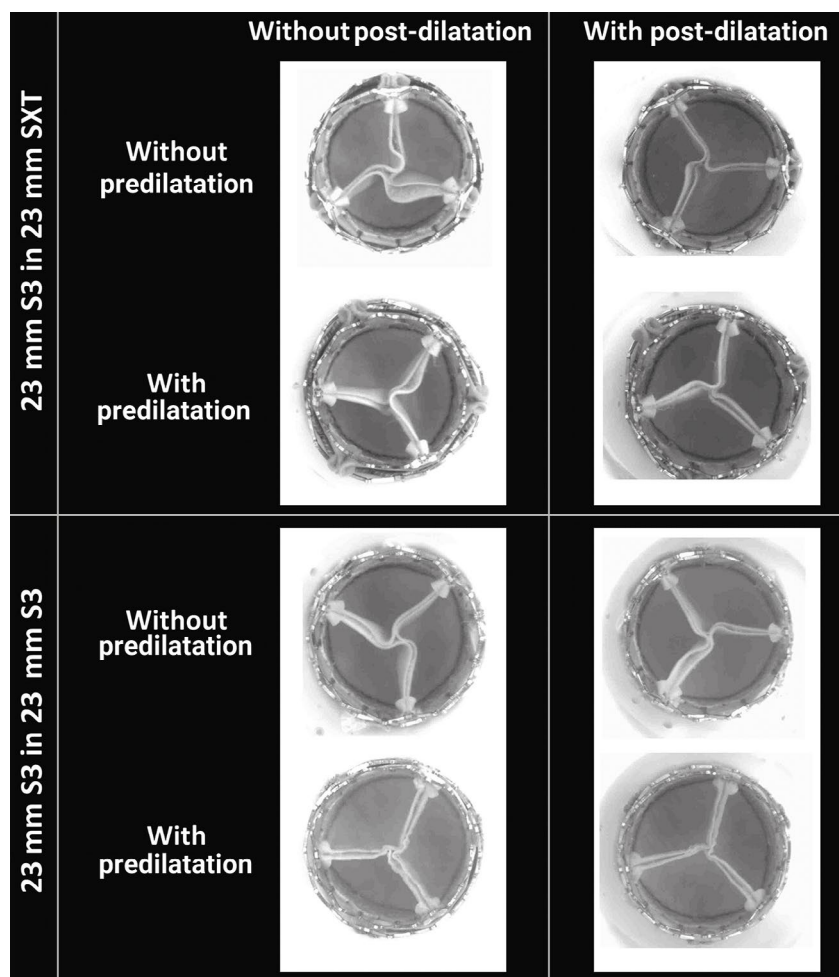 Without post-dilatation
With post-dilatation
23 mm S3 in 23 mm SXT
Without
predilatation
With
predilatation
23 mm S3 in 23 mm S3
Without
predilatation
With
predilatation